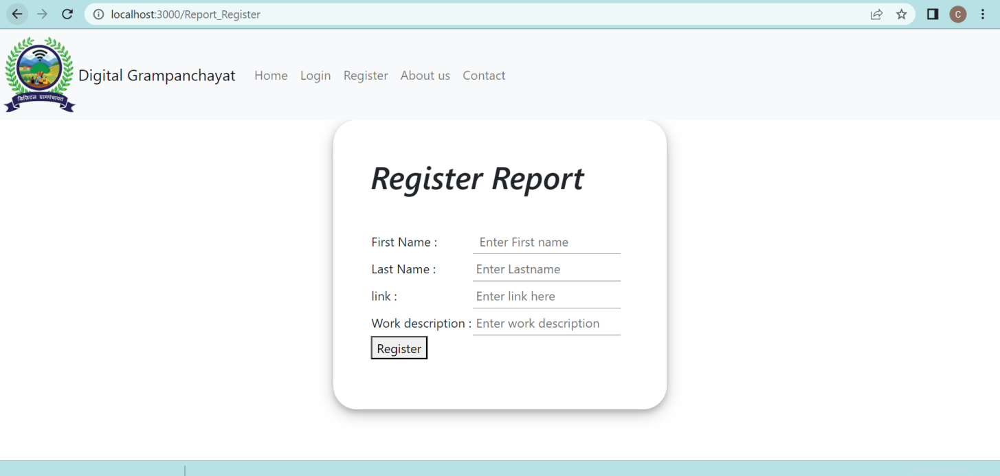 localhost:3000/Report_Register
C
डिजिटल ग्रामपंचायत
Digital Grampanchayat Home Login Register About us Contact
Register Report
First Name : Enter First name
Last Name : Enter Lastname
link : Enter link here
Work description : Enter work description
Register